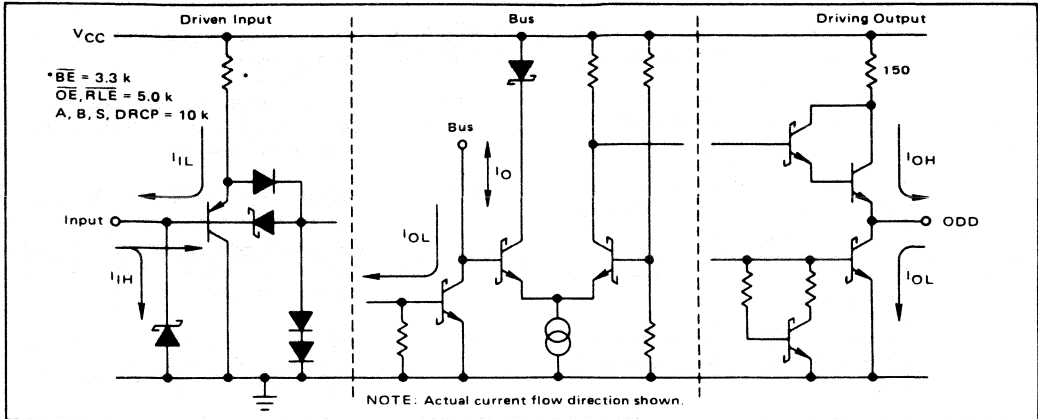 Driven Input
Bus
Driving Output
VCC
*BE = 3.3 k
OE, RLE = 5.0 k
A, B, S, DRCP = 10 k
*
150
Bus
IIL
IO
IOH
Input
ODD
IOL
IIH
IOL
NOTE: Actual current flow direction shown.